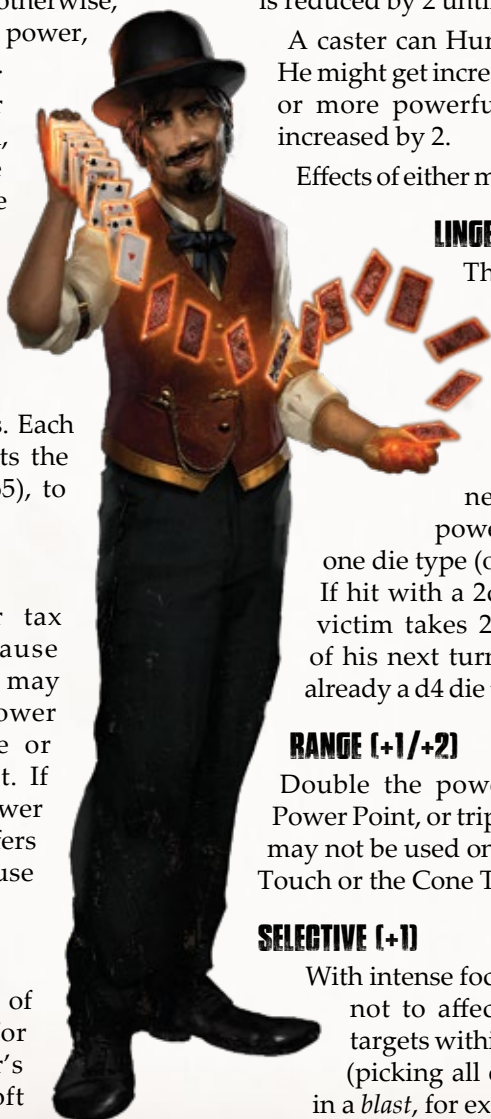 otherwise,
power,
e
e
s. Each
ts the
65), to
r tax
ause
may
ower
e or
t. If
wer
fers
use
of
or
r's
oft
is reduced by 2 unti
A caster can Hur
He might get incre
or more powerfu
increased by 2.
Effects of either m
LINGE
Th
ne
powe
one die type (o
If hit with a 2d
victim takes 2
of his next turn
already a d4 die
RANGE (+1/+2)
Double the powe
Power Point, or trip
may not be used on
Touch or the Cone T
SELECTIVE (+1)
With intense foc
not to affec
targets withi
(picking all
in a blast, for ex